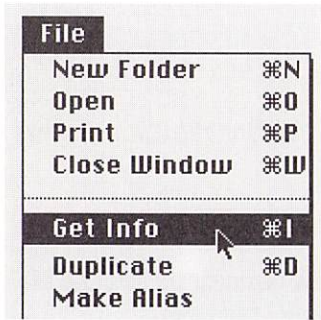 File
New Folder ⌘N
Open ⌘O
Print ⌘P
Close Window ⌘W
Get Info ⌘I
Duplicate ⌘D
Make Alias